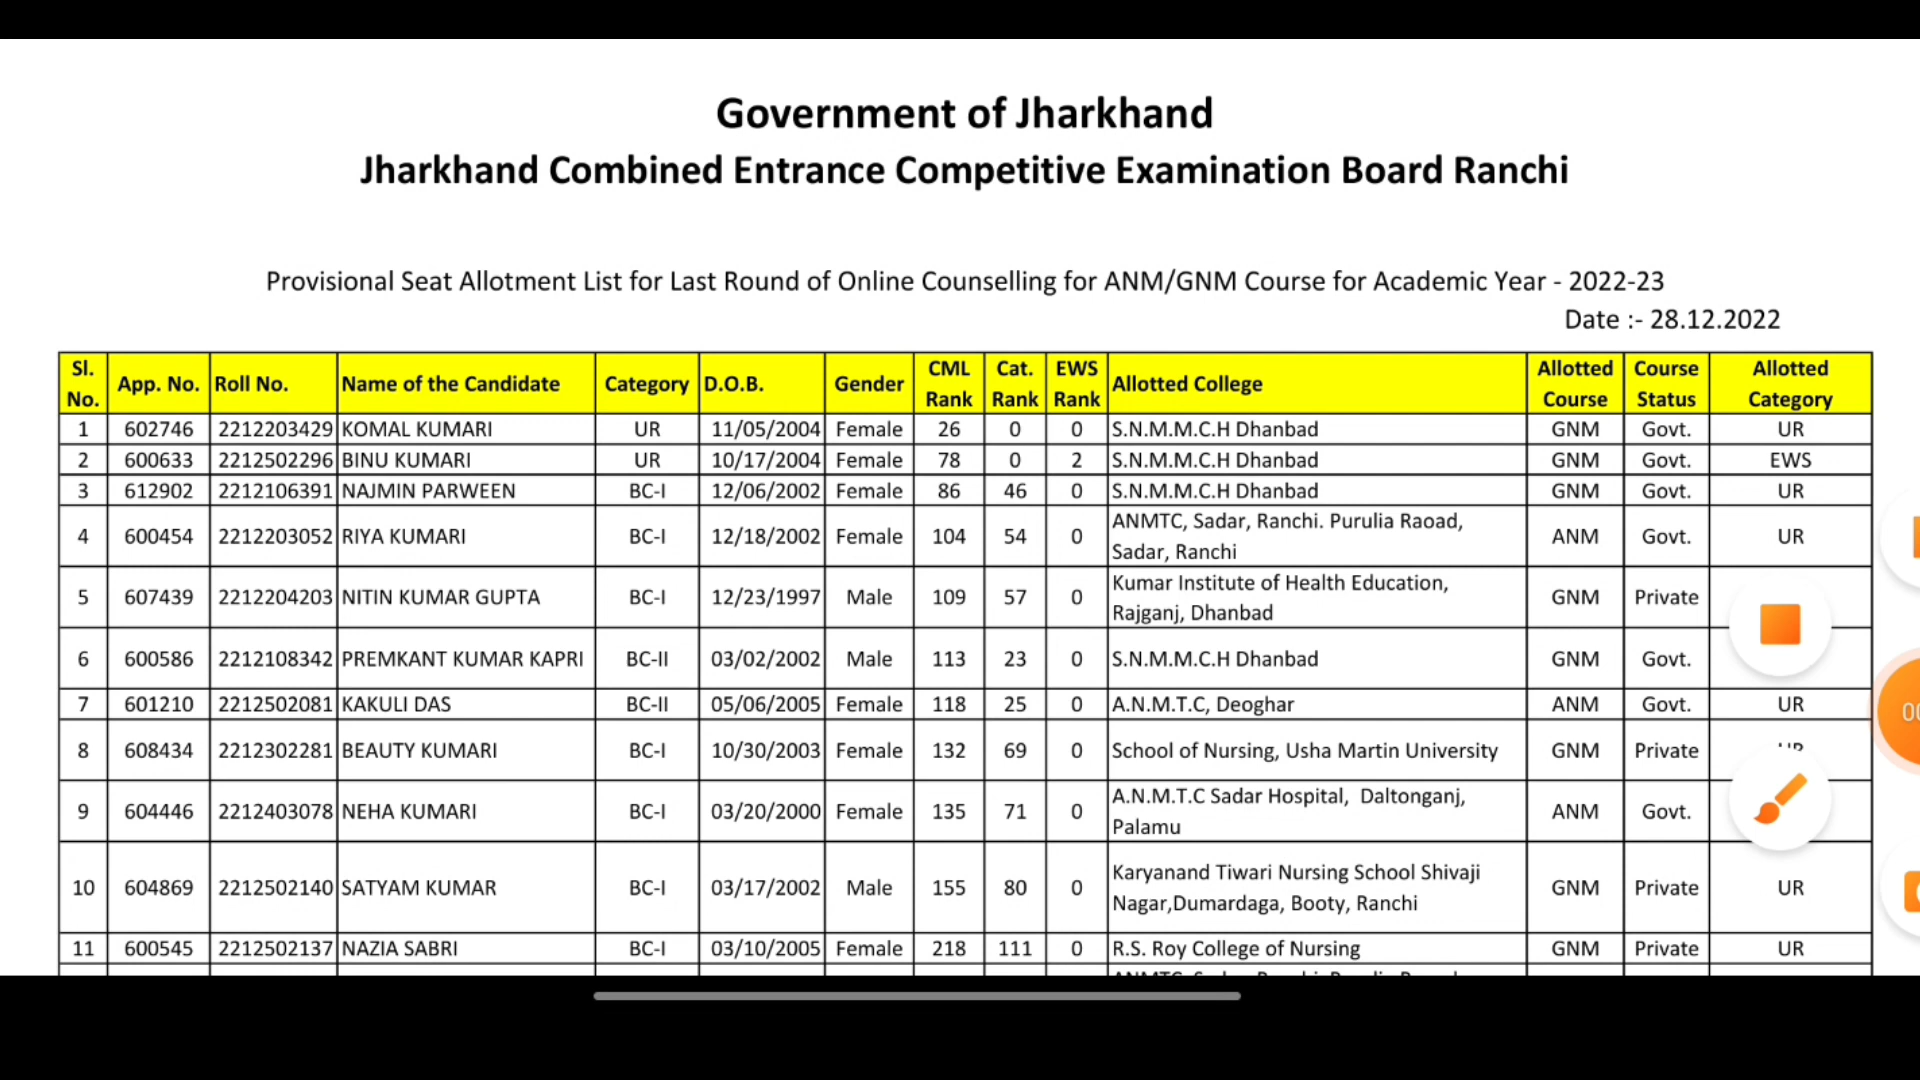 Government of Jharkhand
Jharkhand Combined Entrance Competitive Examination Board Ranchi
Provisional Seat Allotment List for Last Round of Online Counselling for ANM/GNM Course for Academic Year - 2022-23
Date :- 28.12.2022
Sl. No. App. No. Roll No. Name of the Candidate Category D.O.B. Gender CML Rank Cat. Rank EWS Rank Allotted College Allotted Course Course Status Allotted Category
1 602746 2212203429 KOMAL KUMARI UR 11/05/2004 Female 26 0 0 S.N.M.M.C.H Dhanbad GNM Govt. UR
2 600633 2212502296 BINU KUMARI UR 10/17/2004 Female 78 0 2 S.N.M.M.C.H Dhanbad GNM Govt. EWS
3 612902 2212106391 NAJMIN PARWEEN BC-I 12/06/2002 Female 86 46 0 S.N.M.M.C.H Dhanbad GNM Govt. UR
4 600454 2212203052 RIYA KUMARI BC-I 12/18/2002 Female 104 54 0 ANMTC, Sadar, Ranchi. Purulia Raoad, Sadar, Ranchi ANM Govt. UR
5 607439 2212204203 NITIN KUMAR GUPTA BC-I 12/23/1997 Male 109 57 0 Kumar Institute of Health Education, Rajganj, Dhanbad GNM Private
6 600586 2212108342 PREMKANT KUMAR KAPRI BC-II 03/02/2002 Male 113 23 0 S.N.M.M.C.H Dhanbad GNM Govt.
7 601210 2212502081 KAKULI DAS BC-II 05/06/2005 Female 118 25 0 A.N.M.T.C, Deoghar ANM Govt. UR
8 608434 2212302281 BEAUTY KUMARI BC-I 10/30/2003 Female 132 69 0 School of Nursing, Usha Martin University GNM Private
9 604446 2212403078 NEHA KUMARI BC-I 03/20/2000 Female 135 71 0 A.N.M.T.C Sadar Hospital, Daltonganj, Palamu ANM Govt.
10 604869 2212502140 SATYAM KUMAR BC-I 03/17/2002 Male 155 80 0 Karyanand Tiwari Nursing School Shivaji Nagar,Dumardaga, Booty, Ranchi GNM Private UR
11 600545 2212502137 NAZIA SABRI BC-I 03/10/2005 Female 218 111 0 R.S. Roy College of Nursing GNM Private UR